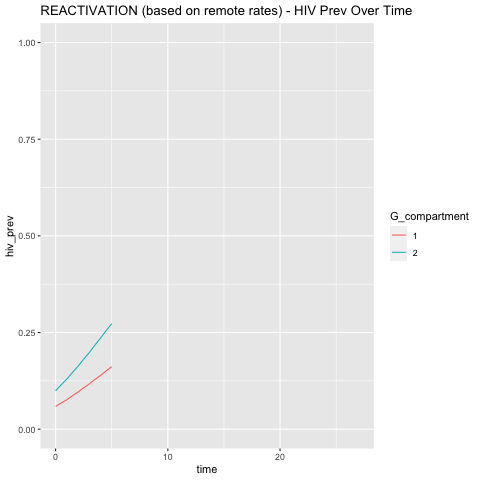 REACTIVATION (based on remote rates) - HIV Prev Over Time
1.00
0.75
0.50
0.25
0.00
hiv_prev
0
10
20
time
G_compartment
1
2